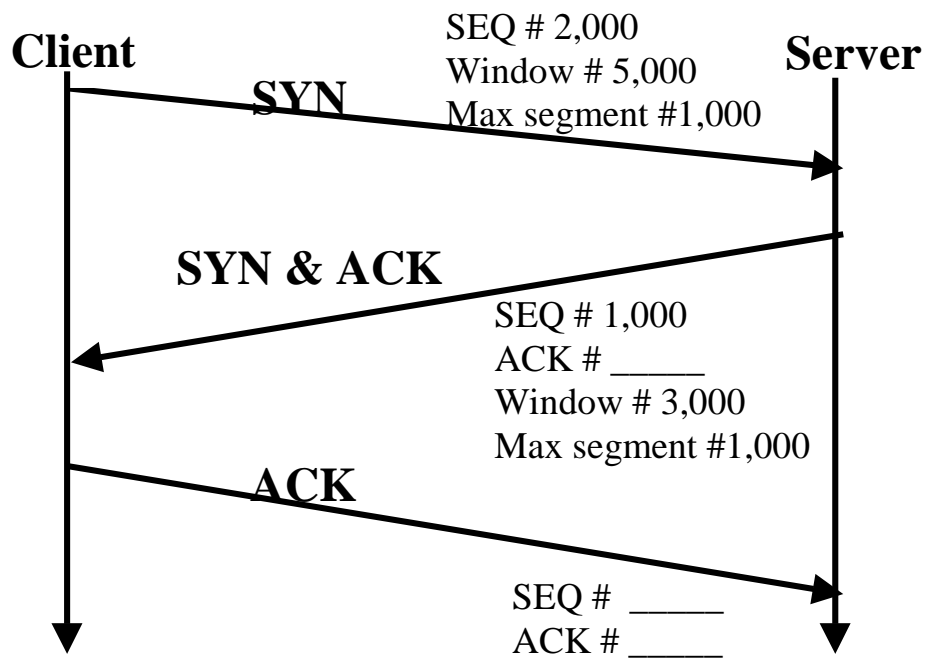 SEQ # 2,000
Client
Server
Window # 5,000
SYN
Max segment #1,000
SYN & ACK
SEQ # 1,000
ACK # _____
Window # 3,000
Max segment #1,000
ACK
SEQ # _____
ACK # _____